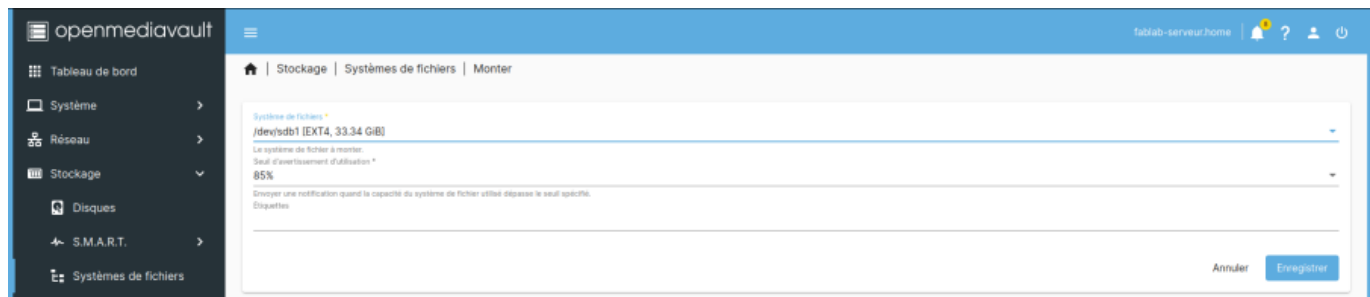 openmediavault
fablab-serveur.home
8
?
Tableau de bord
Stockage | Systèmes de fichiers | Monter
Système
Système de fichiers *
/dev/sdb1 [EXT4, 33.34 GiB]
Réseau
Le système de fichier à monter.
Seuil d'avertissement d'utilisation *
Stockage
85%
Envoyer une notification quand la capacité du système de fichier utilisé dépasse le seuil spécifié.
Étiquettes
Disques
S.M.A.R.T.
Systèmes de fichiers
Annuler
Enregistrer